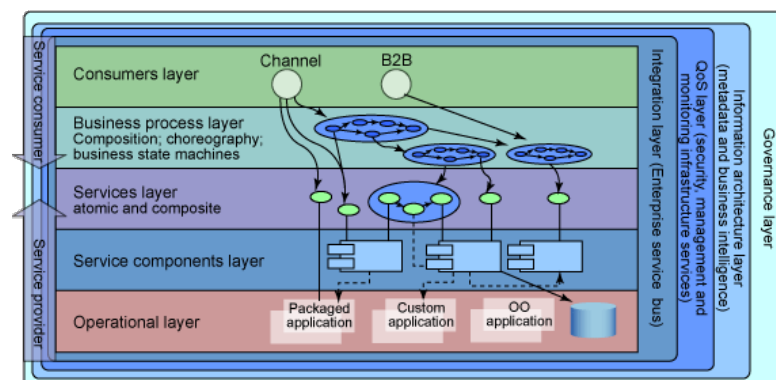 Service consumer
Service provider
Consumers layer
Channel
B2B
Business process layer
Composition; choreography;
business state machines
Services layer
atomic and composite
Service components layer
Operational layer
Packaged
application
Custom
application
OO
application
Integration layer (Enterprise service bus)
QoS layer (security, management and
monitoring infrastructure services)
Information architecture layer
(metadata and business intelligence)
Governance layer